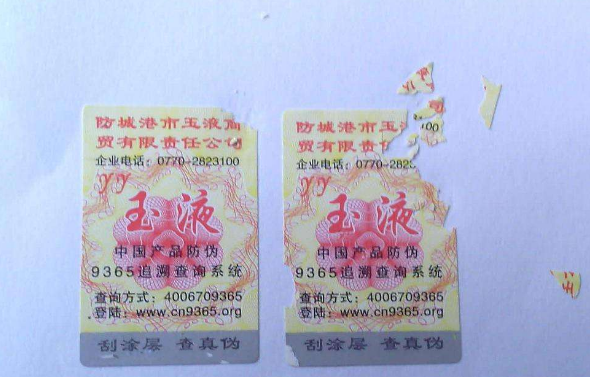 防城港市玉液商
贸有限责任公司
企业电话：0770-2823100
yy
玉液
中国产品防伪
9365追溯查询系统
查询方式：4006709365
登陆：www.cn9365.org
刮涂层 查真伪
防城港市玉
100
贸有限责
企业电话：0770-282
yy
玉液
中国产品防伪
9365追溯查询系统
查询方式：4006709365
登陆：www.cn9365.org
刮涂层 查真伪